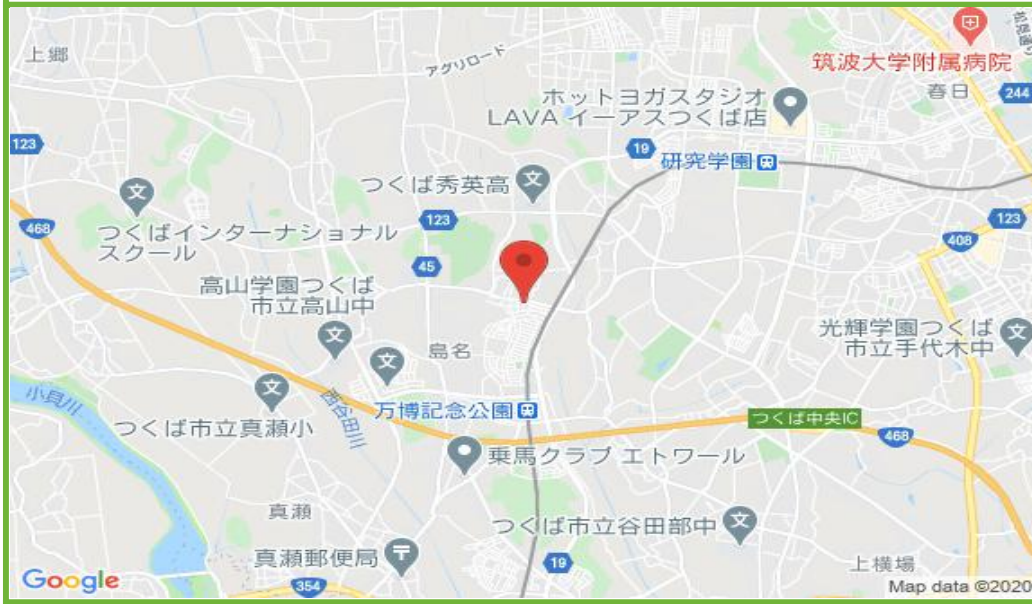 上郷
アグリロード
筑波大学附属病院
春日
244
ホットヨガスタジオ
LAVA イーアスつくば店
123
19
研究学園
つくば秀英高
123
468
つくばインターナショナル
スクール
123
408
45
高山学園つくば
市立高山中
光輝学園つくば
市立手代木中
島名
小貝川
西谷田川
万博記念公園
つくば中央IC
つくば市立真瀬小
468
乗馬クラブ エトワール
真瀬
つくば市立谷田部中
真瀬郵便局
19
上横場
354
Google
Map data ©2020